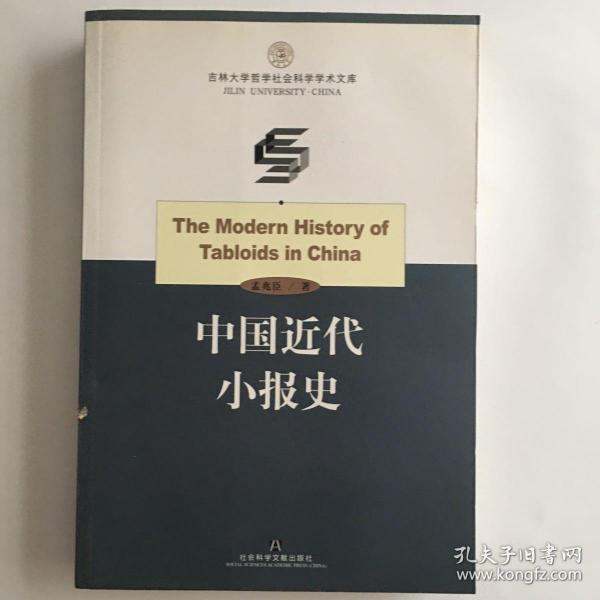 吉林大学哲学社会科学学术文库
JILIN UNIVERSITY·CHINA
The Modern History of
Tabloids in China
孟兆臣／著
中国近代
小报史
社会科学文献出版社
SOCIAL SCIENCES ACADEMIC PRESS (CHINA)
孔夫子旧书网
www.kongfz.com